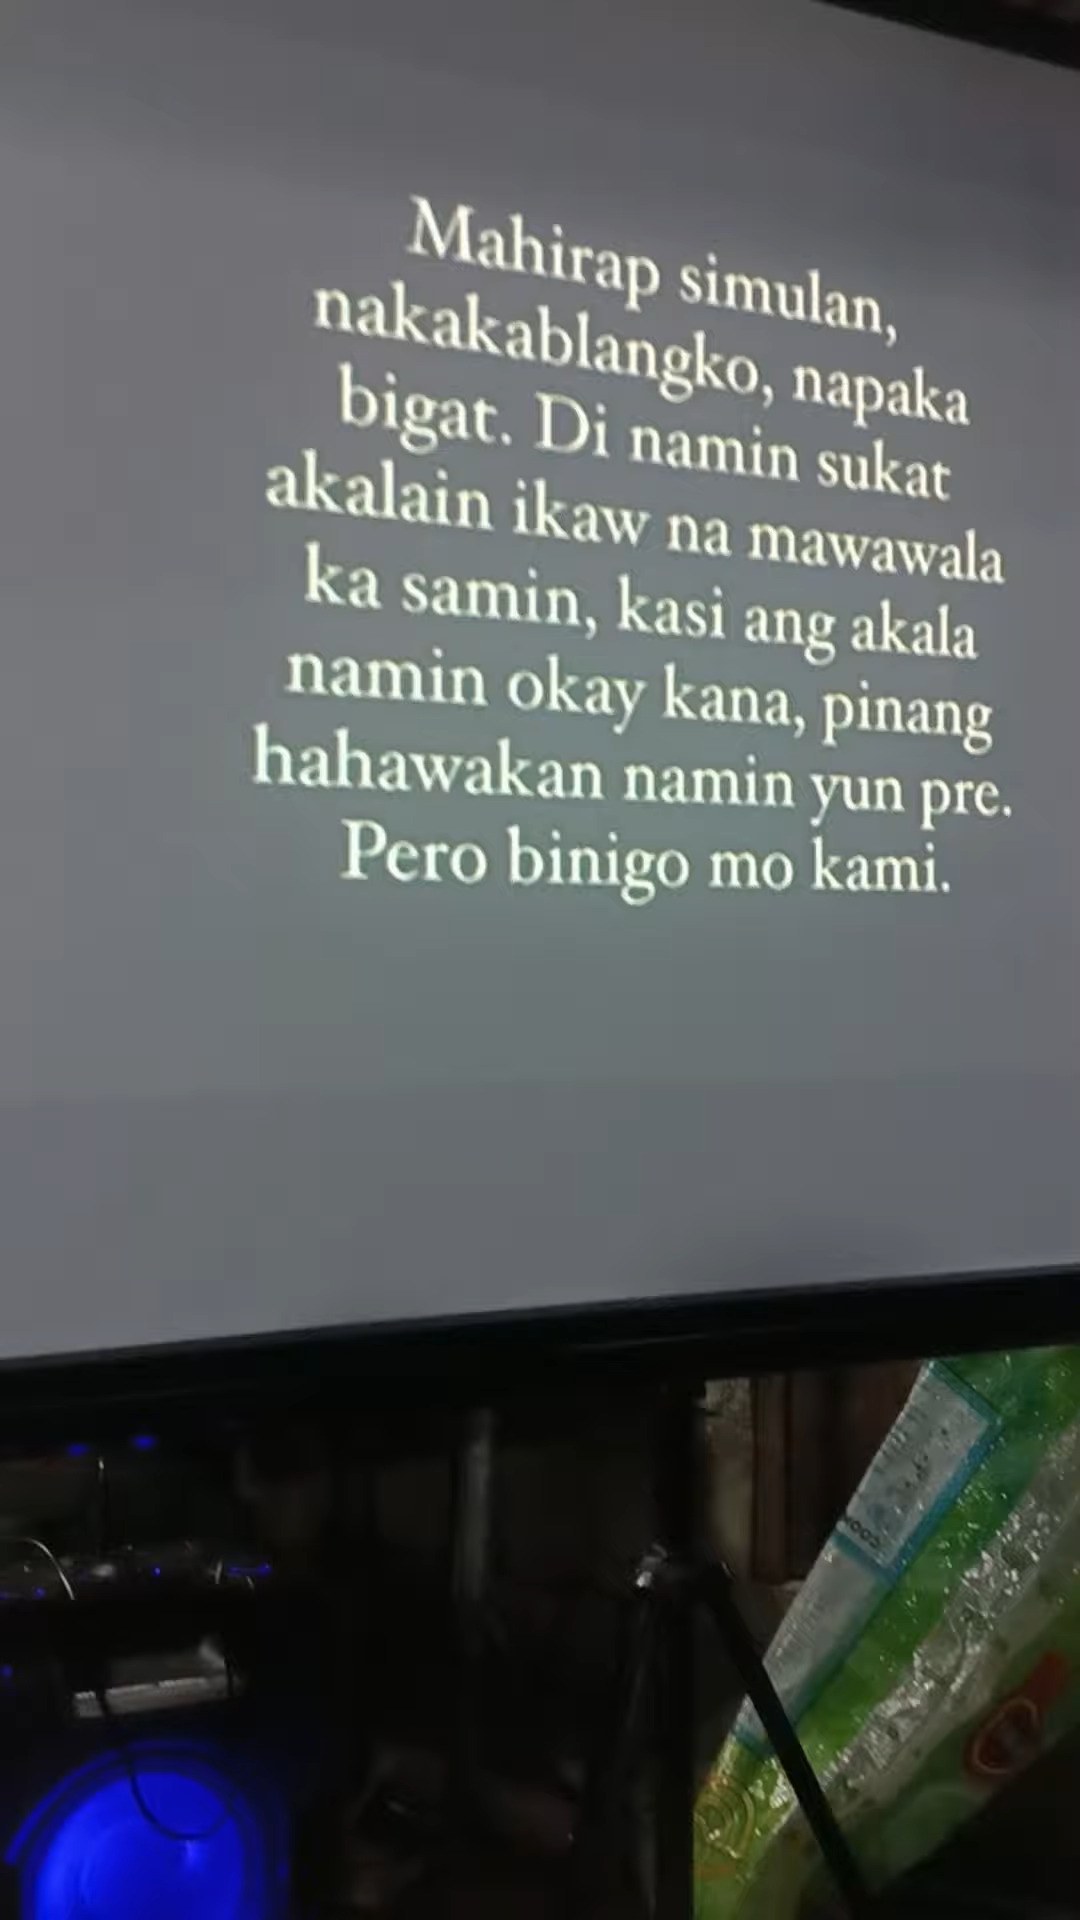 Mahirap simulan,
nakakablangko, napaka
bigat. Di namin sukat
akalain ikaw na mawawala
ka samin, kasi ang akala
namin okay kana, pinang
hahawakan namin yun pre.
Pero binigo mo kami.